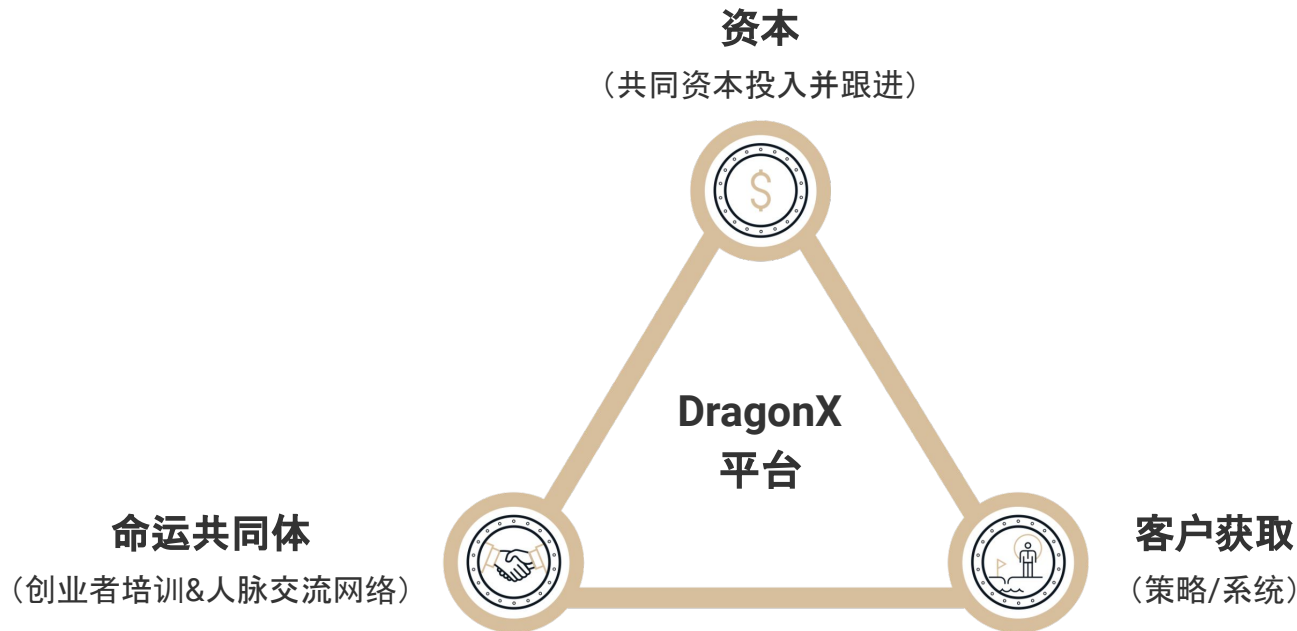 资本
（共同资本投入并跟进）
$
DragonX
平台
命运共同体
（创业者培训&人脉交流网络）
客户获取
（策略/系统）